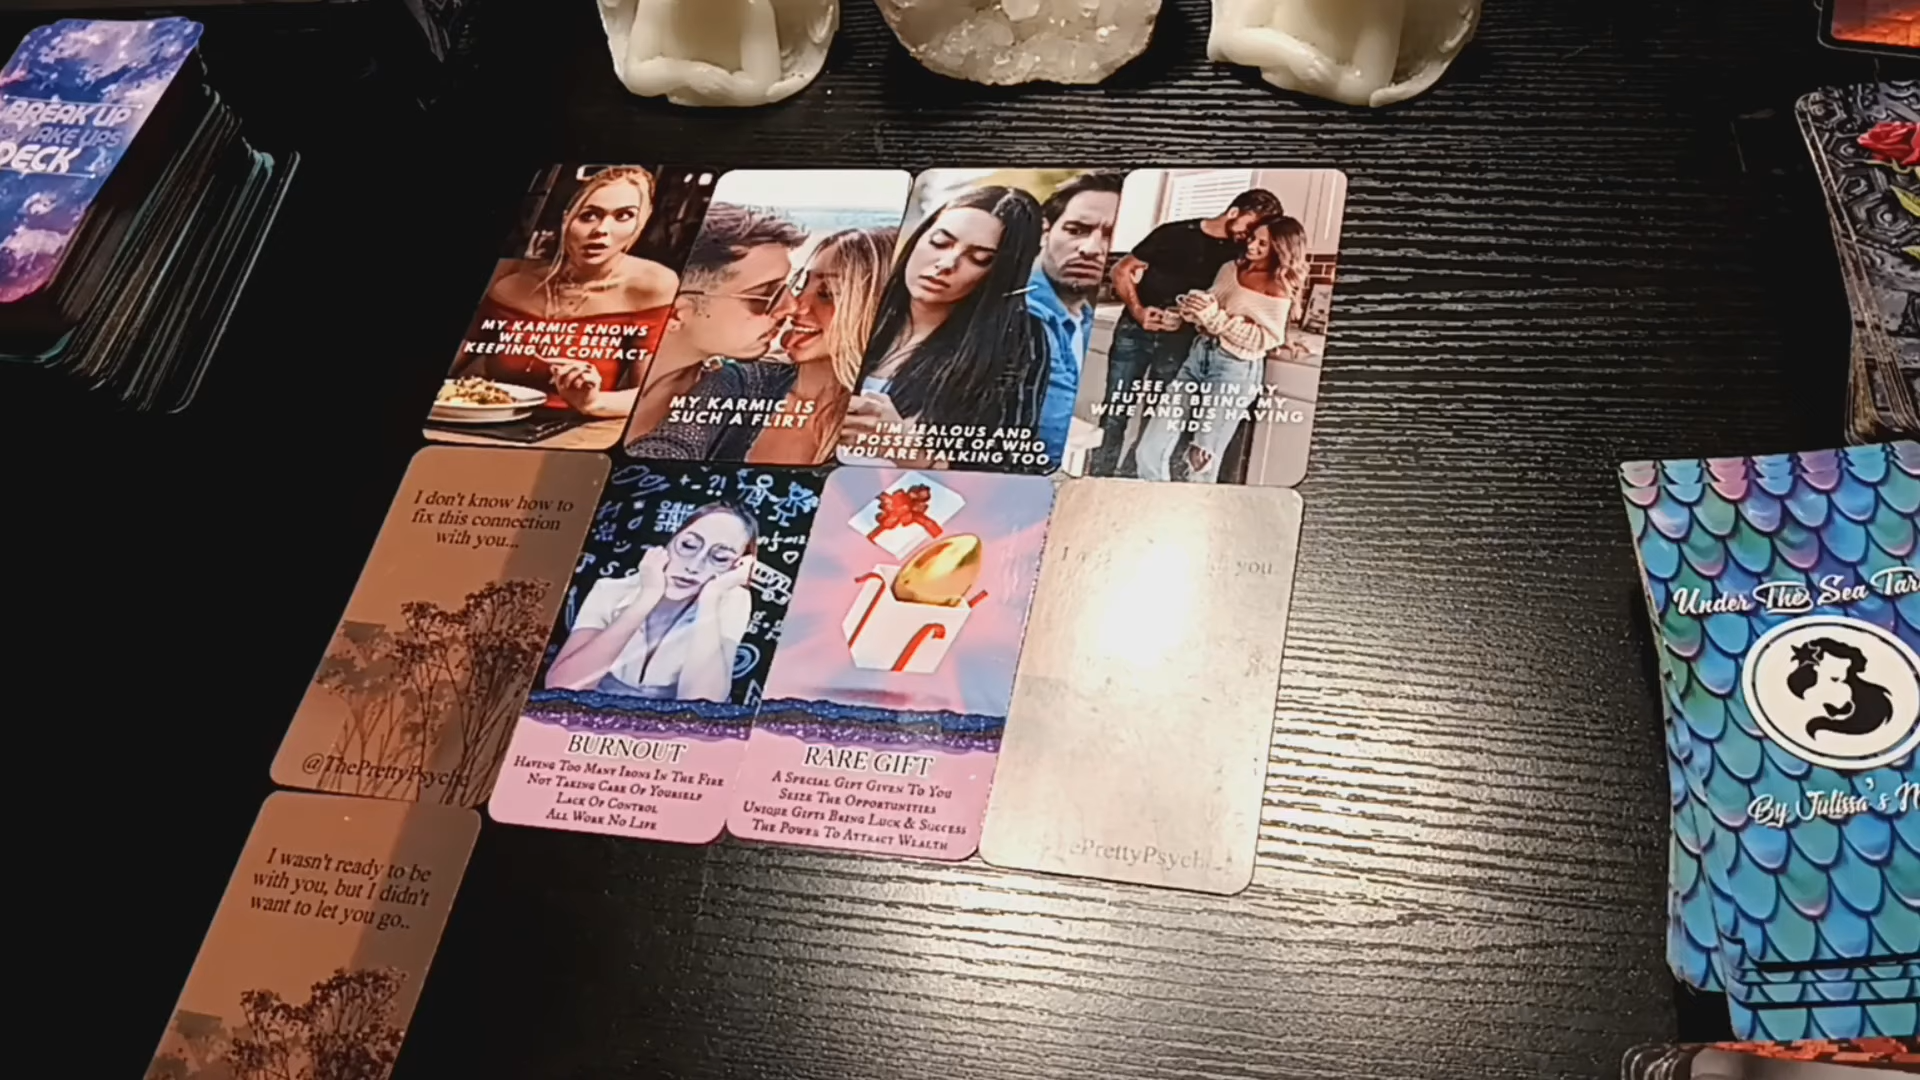 BREAK UP
MAKE UPS
DECK
MY KARMIC KNOWS
WE HAVE BEEN
KEEPING IN CONTACT
MY KARMIC IS
SUCH A FLIRT
I'M JEALOUS AND
POSSESSIVE OF WHO
YOU ARE TALKING TOO
I SEE YOU IN MY
FUTURE BEING MY
WIFE AND US HAVING
KIDS
I don't know how to
fix this connection
with you...
@ThePrettyPsychic
BURNOUT
HAVING TOO MANY IRONS IN THE FIRE
NOT TAKING CARE OF YOURSELF
LACK OF CONTROL
ALL WORK NO LIFE
RARE GIFT
A SPECIAL GIFT GIVEN TO YOU
SEIZE THE OPPORTUNITIES
UNIQUE GIFTS BRING LUCK & SUCCESS
THE POWER TO ATTRACT WEALTH
I you
ePrettyPsych
I wasn't ready to be
with you, but I didn't
want to let you go..
Under The Sea Tar
By Julissa's